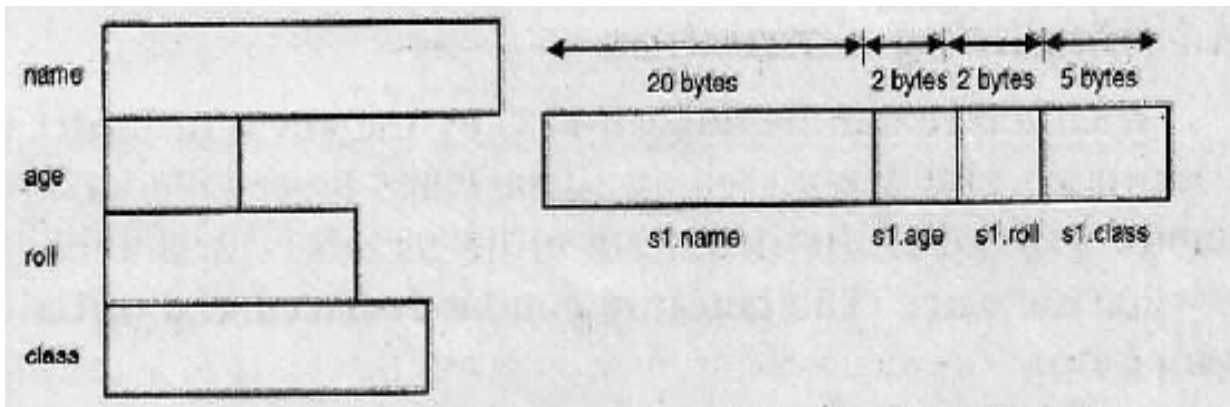 name
age
roll
class
20 bytes 2 bytes 2 bytes 5 bytes
s1.name s1.age s1.roll s1.class